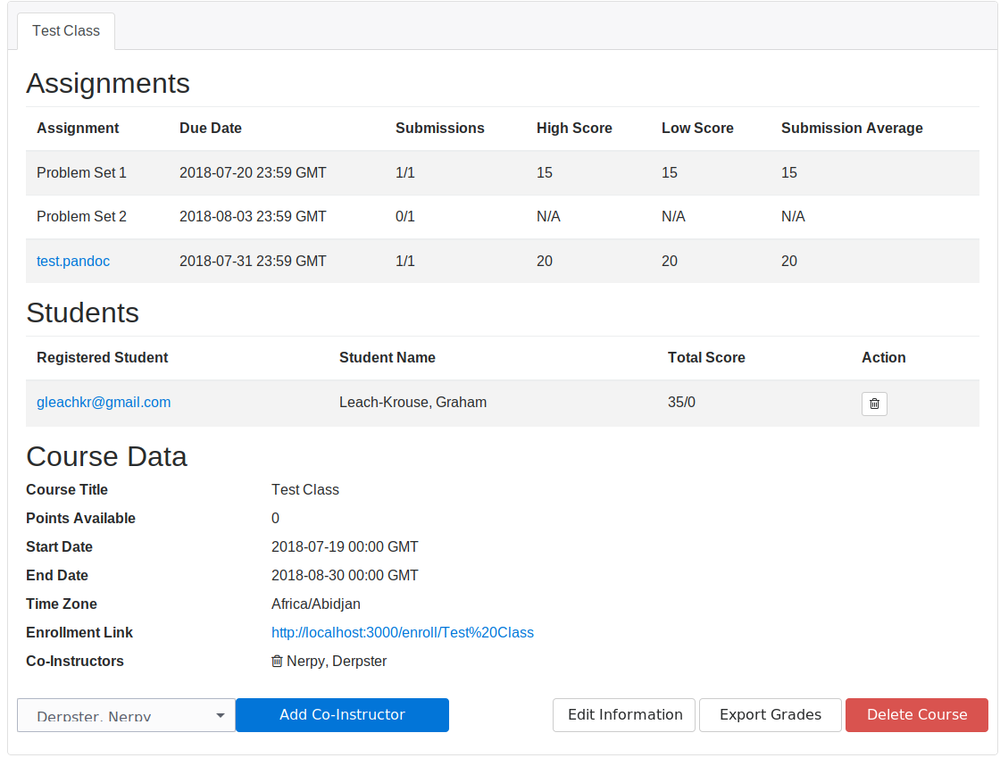 Test Class
Assignments
Assignment Due Date Submissions High Score Low Score Submission Average
Problem Set 1 2018-07-20 23:59 GMT 1/1 15 15 15
Problem Set 2 2018-08-03 23:59 GMT 0/1 N/A N/A N/A
test.pandoc 2018-07-31 23:59 GMT 1/1 20 20 20
Students
Registered Student Student Name Total Score Action
gleachkr@gmail.com Leach-Krouse, Graham 35/0
Course Data
Course Title Test Class
Points Available 0
Start Date 2018-07-19 00:00 GMT
End Date 2018-08-30 00:00 GMT
Time Zone Africa/Abidjan
Enrollment Link http://localhost:3000/enroll/Test%20Class
Co-Instructors Nerpy, Derpster
Derpster, Nerpy Add Co-Instructor Edit Information Export Grades Delete Course